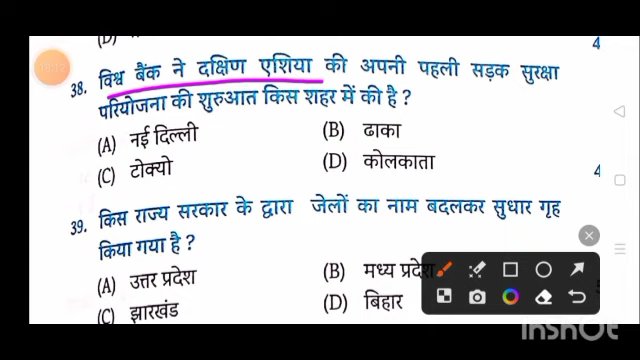 38. विश्व बैंक ने दक्षिण एशिया की अपनी पहली सड़क सुरक्षा
परियोजना की शुरुआत किस शहर में की है ?
(A) नई दिल्ली (B) ढाका
(C) टोक्यो (D) कोलकाता
39. किस राज्य सरकार के द्वारा जेलों का नाम बदलकर सुधार गृह
किया गया है ?
(A) उत्तर प्रदेश (B) मध्य प्रदेश
(C) झारखंड (D) बिहार